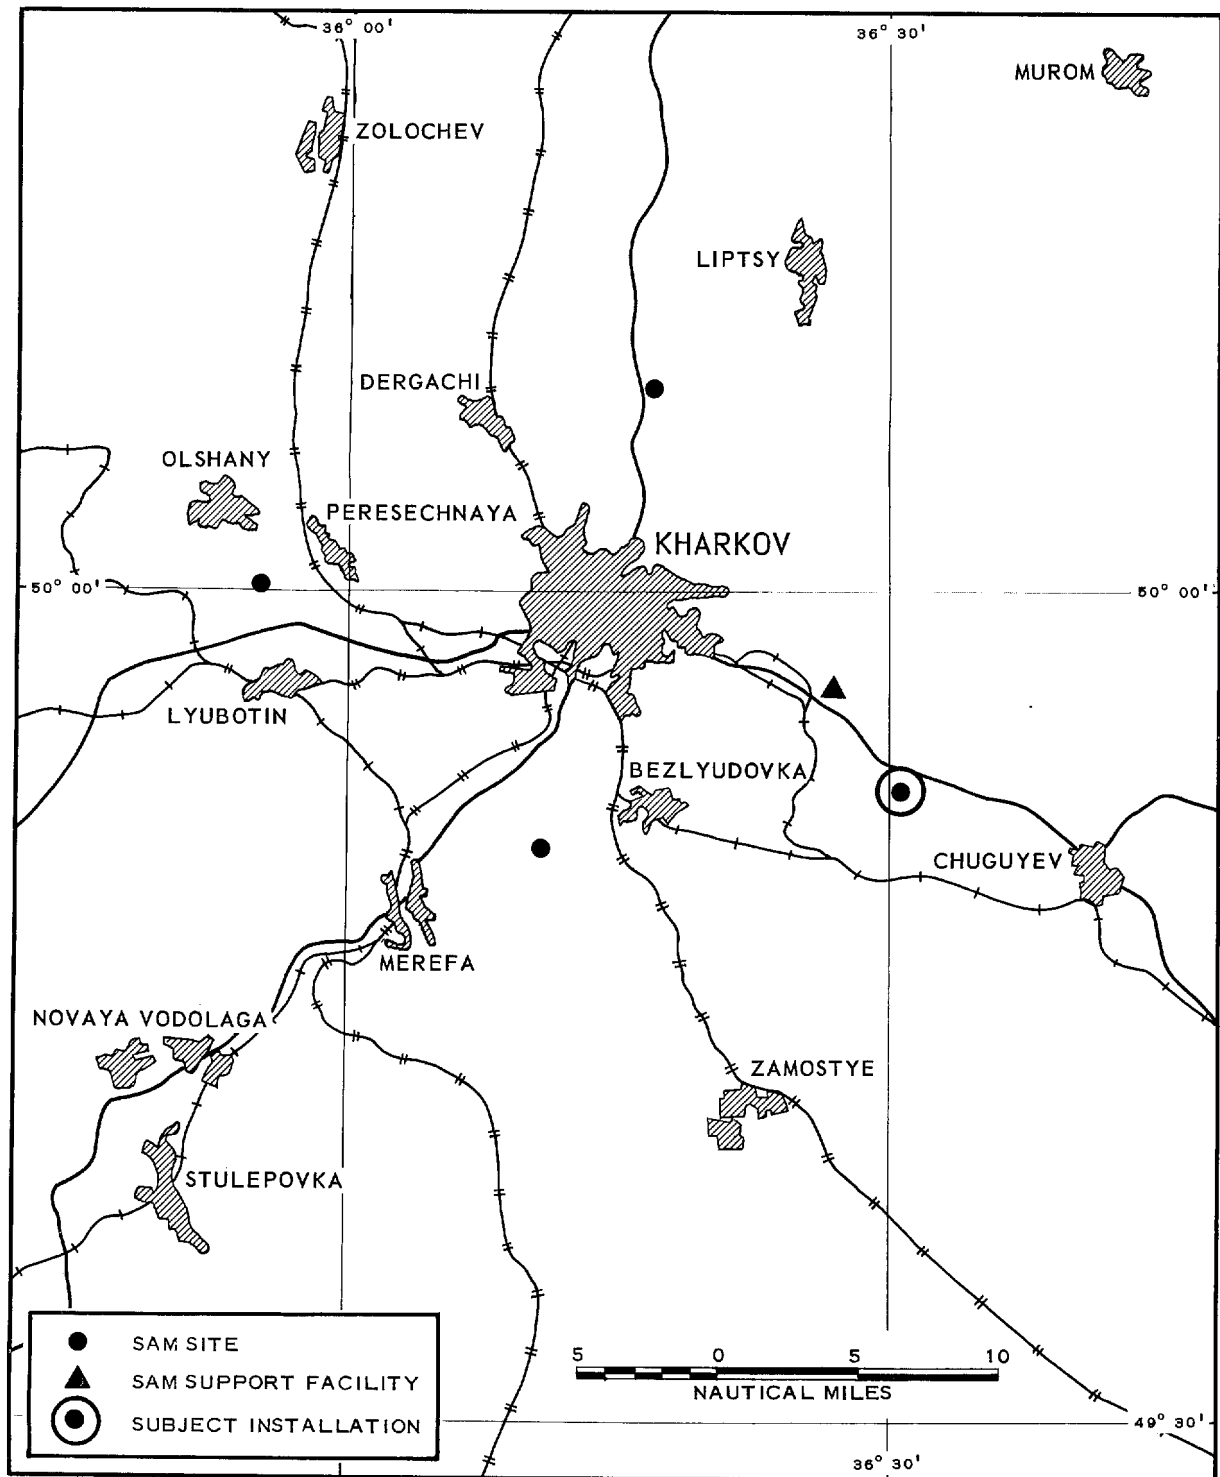 36° 00'
36° 30'
MUROM
ZOLOCHEV
LIPTSY
DERGACHI
OLSHANY
PERESECHNAYA
KHARKOV
50° 00'
50° 00'
LYUBOTIN
BEZLYUDOVKA
CHUGUYEV
MEREFA
NOVAYA VODOLAGA
ZAMOSTYE
STULEPOVKA
SAM SITE
SAM SUPPORT FACILITY
SUBJECT INSTALLATION
5 0 5 10
NAUTICAL MILES
49° 30'
36° 30'